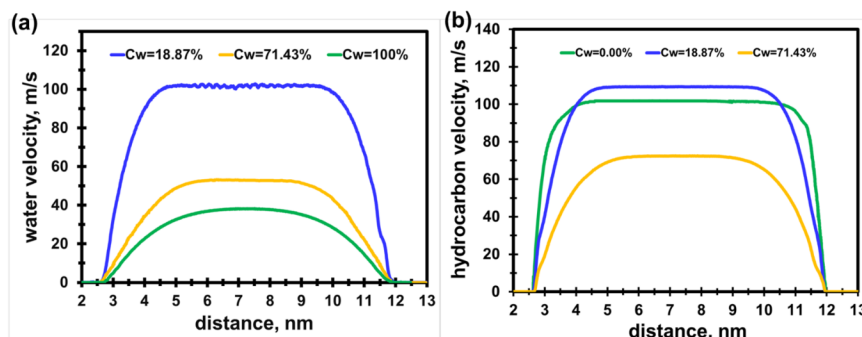 (a)
water velocity, m/s
120
100
80
60
40
20
0
Cw=18.87% Cw=71.43% Cw=100%
2 3 4 5 6 7 8 9 10 11 12 13
distance, nm
(b)
hydrocarbon velocity, m/s
140
120
100
80
60
40
20
0
Cw=0.00% Cw=18.87% Cw=71.43%
2 3 4 5 6 7 8 9 10 11 12 13
distance, nm